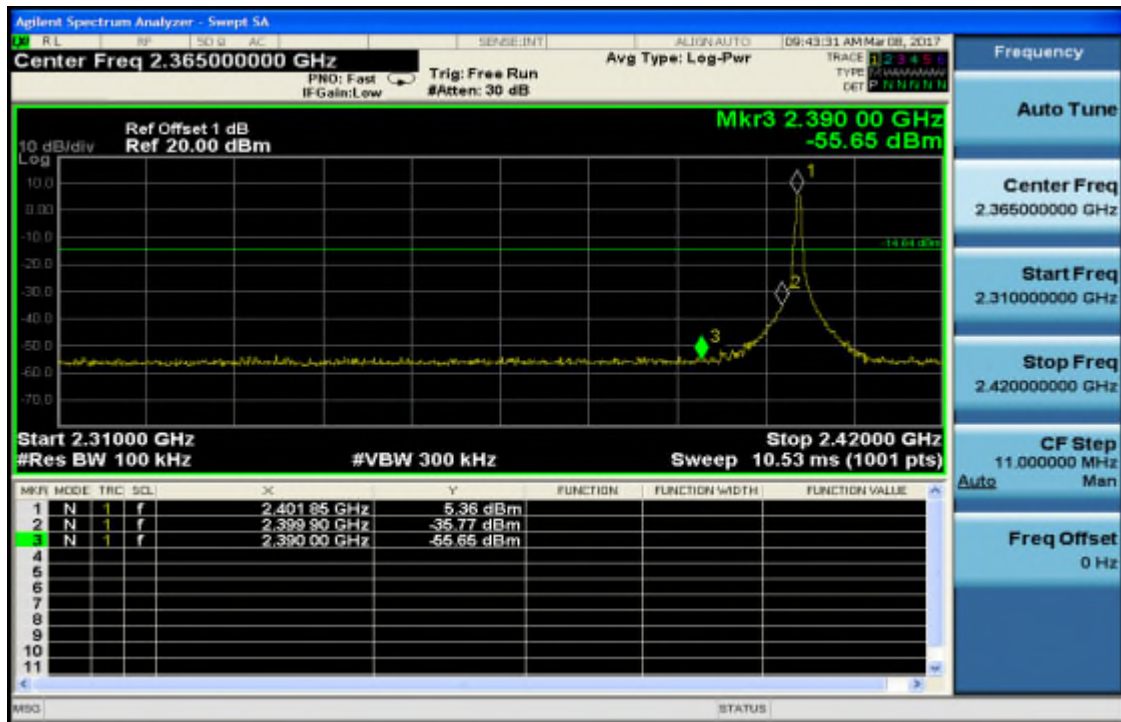 Agilent Spectrum Analyzer - Swept SA
RL RF 50 Ω AC SENSE:INT ALIGN AUTO 09:43:31 AM Mar 08, 2017
Center Freq 2.365000000 GHz
PNO: Fast
IFGain:Low
Trig: Free Run
#Atten: 30 dB
Avg Type: Log-Pwr
TRACE 1 2 3 4 5 6
TYPE
DET P N N N N N
Ref Offset 1 dB
10 dB/div Ref 20.00 dBm
Log
Mkr3 2.390 00 GHz
-55.65 dBm
10.0
0.00
-10.0
-20.0
-30.0
-40.0
-50.0
-60.0
-70.0
1
2
3
-14.64 dBm
Start 2.31000 GHz Stop 2.42000 GHz
#Res BW 100 kHz #VBW 300 kHz Sweep 10.53 ms (1001 pts)
MKR MODE TRC SCL X Y FUNCTION FUNCTION WIDTH FUNCTION VALUE
1 N 1 f 2.401 85 GHz 5.36 dBm
2 N 1 f 2.399 90 GHz -35.77 dBm
3 N 1 f 2.390 00 GHz -55.65 dBm
4
5
6
7
8
9
10
11
MSG STATUS
Frequency
Auto Tune
Center Freq
2.365000000 GHz
Start Freq
2.310000000 GHz
Stop Freq
2.420000000 GHz
CF Step
11.000000 MHz
Auto Man
Freq Offset
0 Hz